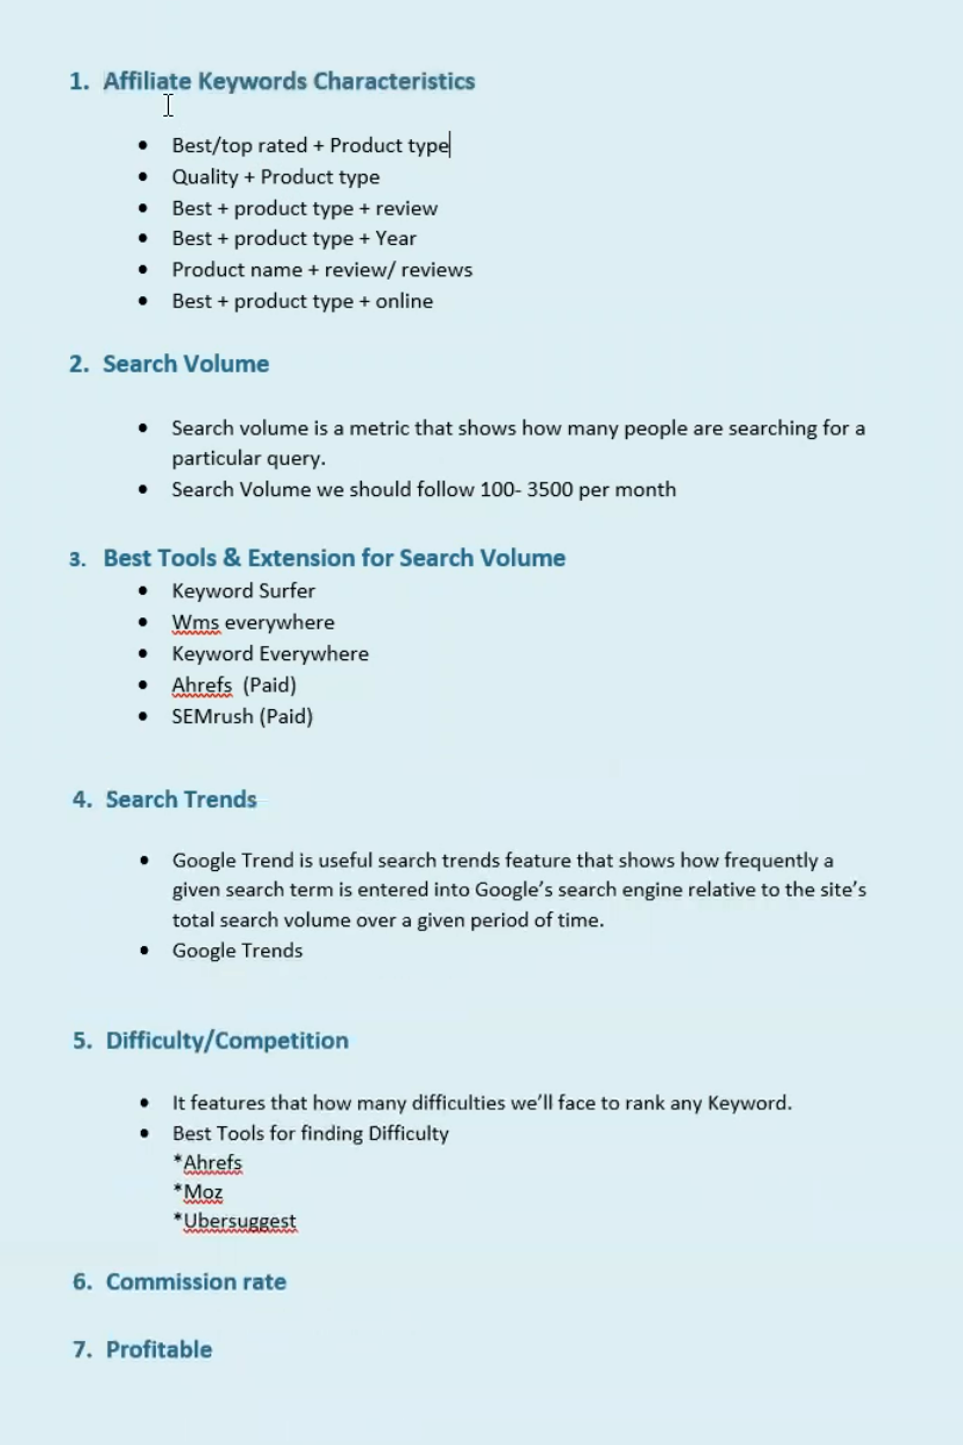 1. Affiliate Keywords Characteristics
• Best/top rated + Product type
• Quality + Product type
• Best + product type + review
• Best + product type + Year
• Product name + review/ reviews
• Best + product type + online
2. Search Volume
• Search volume is a metric that shows how many people are searching for a
particular query.
• Search Volume we should follow 100- 3500 per month
3. Best Tools & Extension for Search Volume
• Keyword Surfer
• Wms everywhere
• Keyword Everywhere
• Ahrefs (Paid)
• SEMrush (Paid)
4. Search Trends
• Google Trend is useful search trends feature that shows how frequently a
given search term is entered into Google’s search engine relative to the site’s
total search volume over a given period of time.
• Google Trends
5. Difficulty/Competition
• It features that how many difficulties we’ll face to rank any Keyword.
• Best Tools for finding Difficulty
*Ahrefs
*Moz
*Ubersuggest
6. Commission rate
7. Profitable